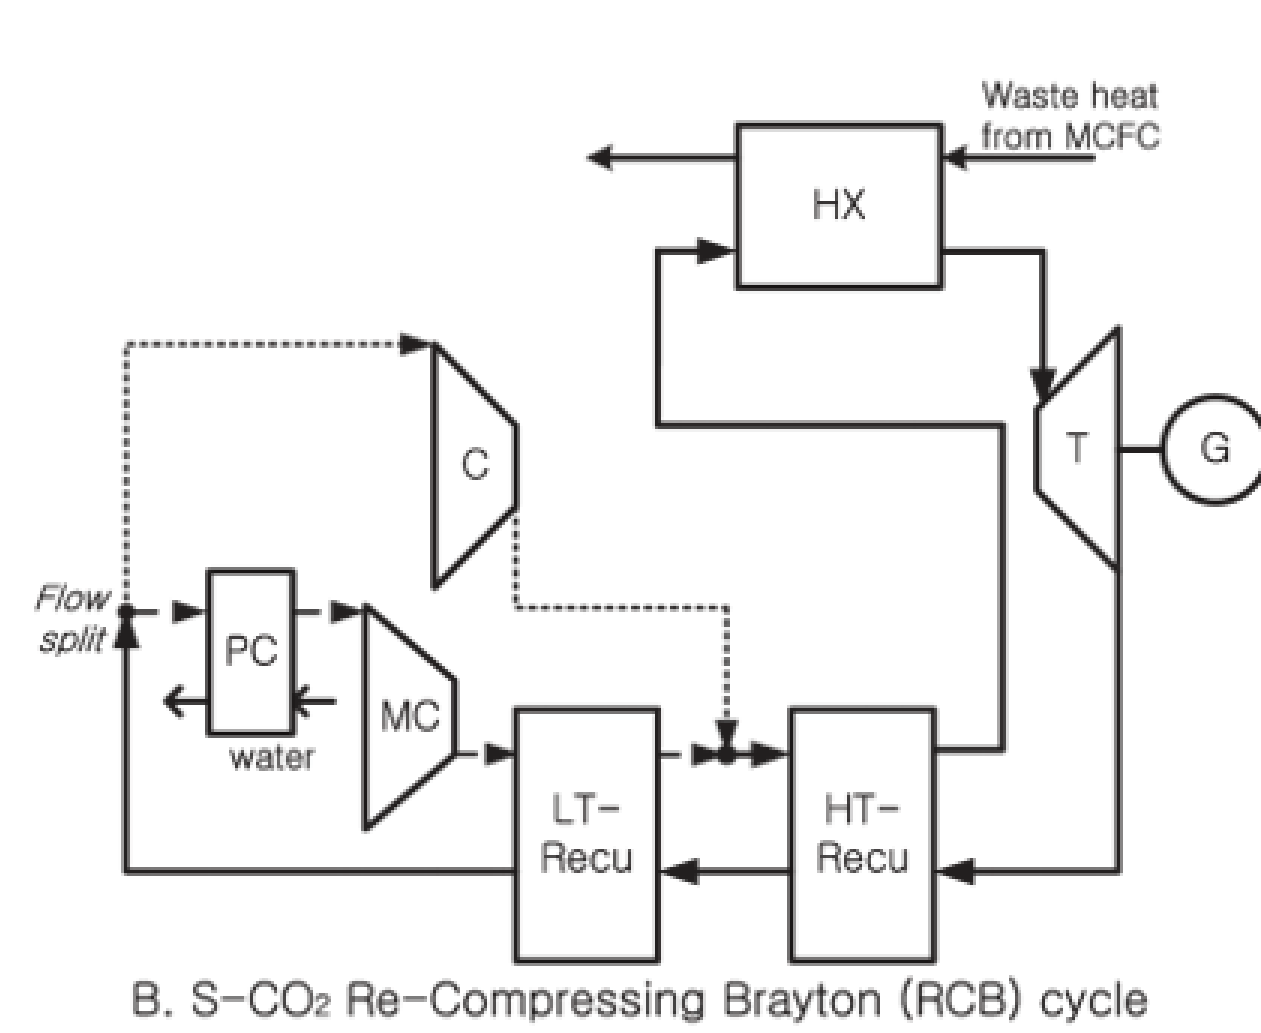 Waste heat
from MCFC
HX
C
T
G
Flow
split
PC
MC
water
LT-
Recu
HT-
Recu
B. S-CO₂ Re-Compressing Brayton (RCB) cycle